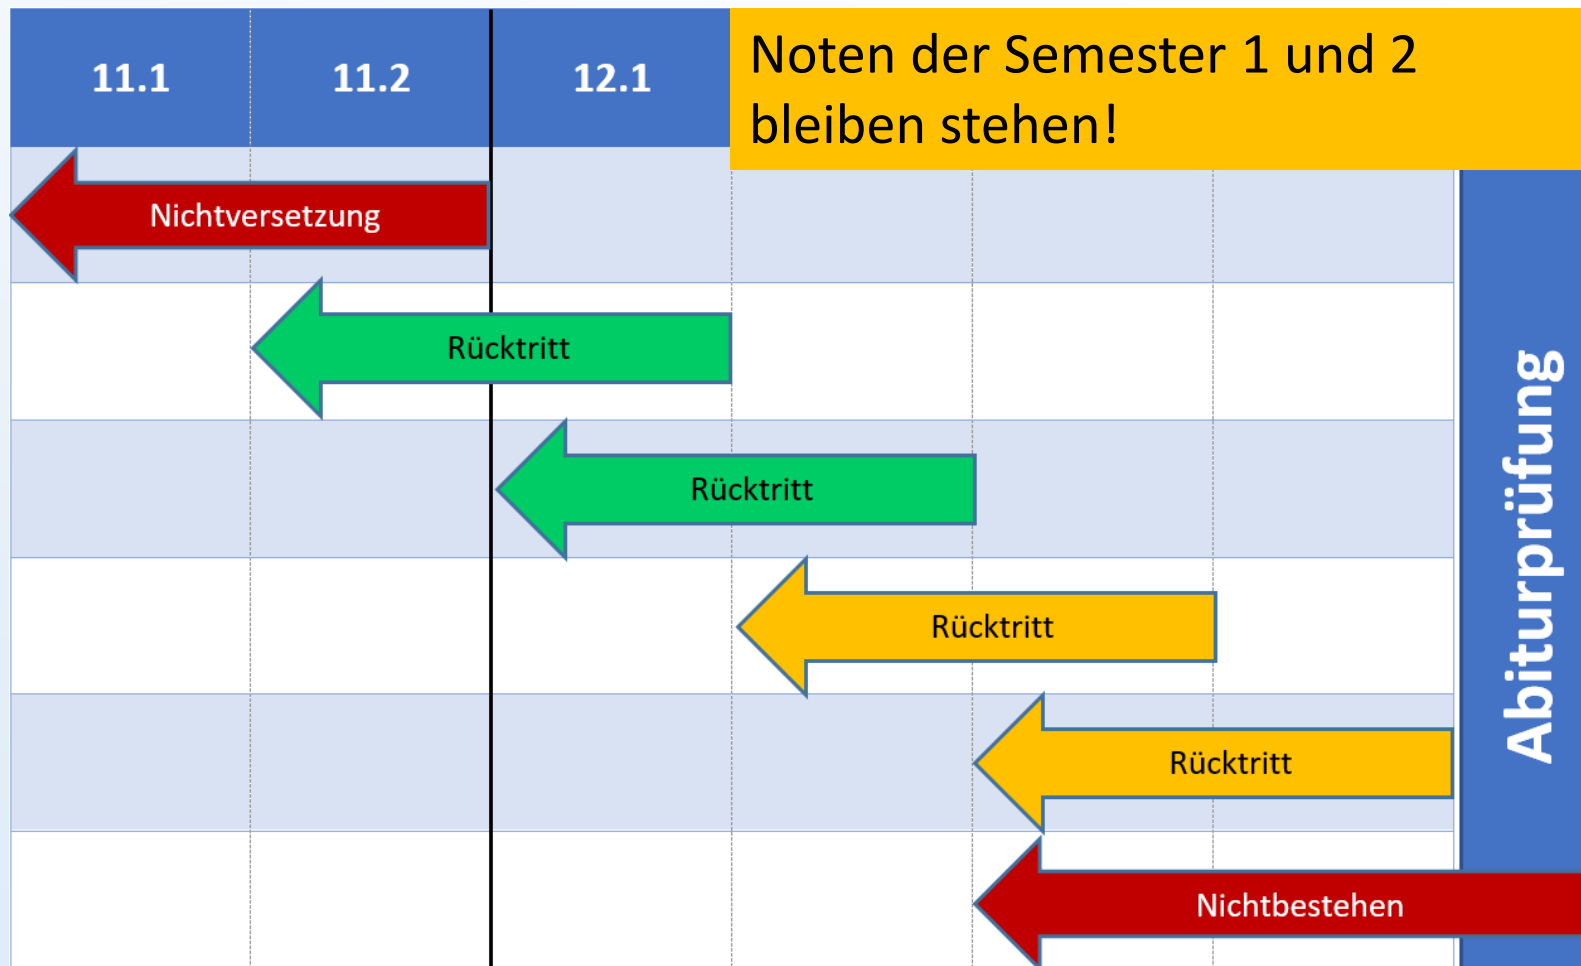 11.1
11.2
12.1
Noten der Semester 1 und 2
bleiben stehen!
Nichtversetzung
Rücktritt
Rücktritt
Rücktritt
Rücktritt
Nichtbestehen
Abiturprüfung